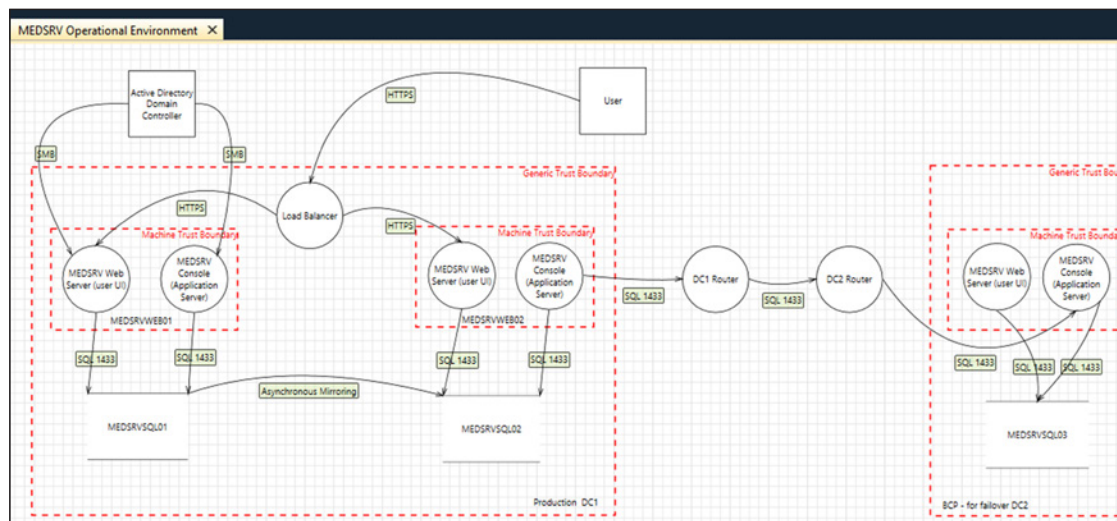 MEDSRV Operational Environment X
Active Directory
Domain
Controller
User
HTTPS
SMB
SMB
Generic Trust Boundary
Generic Trust Bou
Load Balancer
HTTPS
HTTPS
Machine Trust Boundary
Machine Trust Boundary
Machine Trust Boundar
MEDSRV Web
Server (user UI)
MEDSRV
Console
(Application
Server)
MEDSRVWEB01
MEDSRV Web
Server (user UI)
MEDSRV
Console
(Application
Server)
MEDSRVWEB02
DC1 Router
DC2 Router
MEDSRV Web
Server (user UI)
MEDSRV
Console
(Application
Server)
SQL 1433
SQL 1433
SQL 1433
SQL 1433
SQL 1433
SQL 1433
SQL 1433
SQL 1433
SQL 1433
Asynchronous Mirroring
MEDSRVSQL01
MEDSRVSQL02
MEDSRVSQL03
Production DC1
BCP - for failover DC2